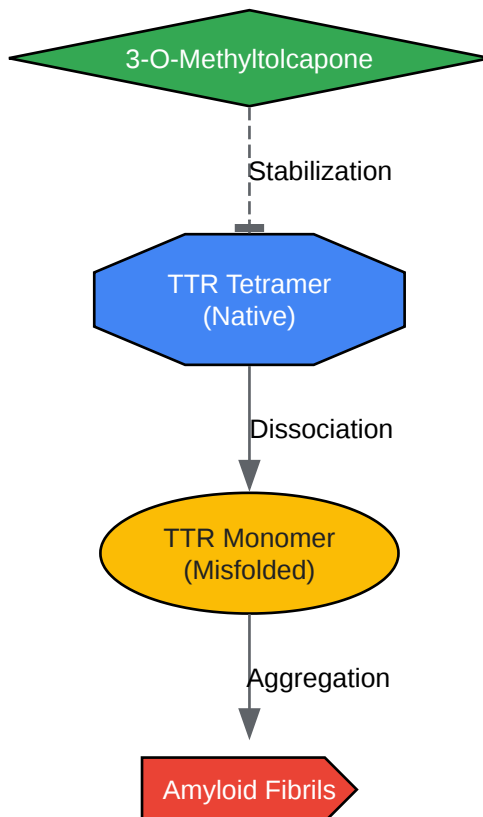 3-O-Methyltolcapone
Stabilization
TTR Tetramer
(Native)
Dissociation
TTR Monomer
(Misfolded)
Aggregation
Amyloid Fibrils